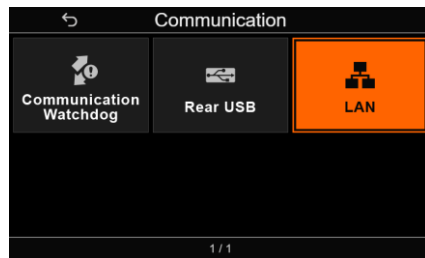 Communication
Communication
Watchdog
Rear USB
LAN
1 / 1